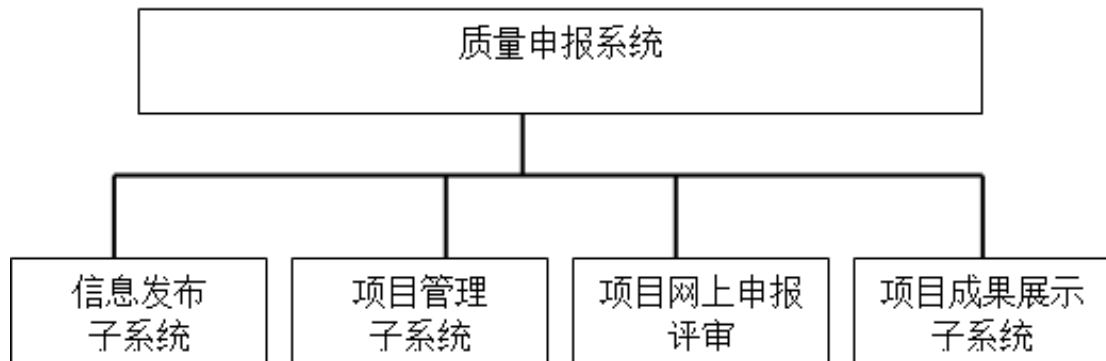 质量申报系统
信息发布
子系统
项目管理
子系统
项目网上申报
评审
项目成果展示
子系统